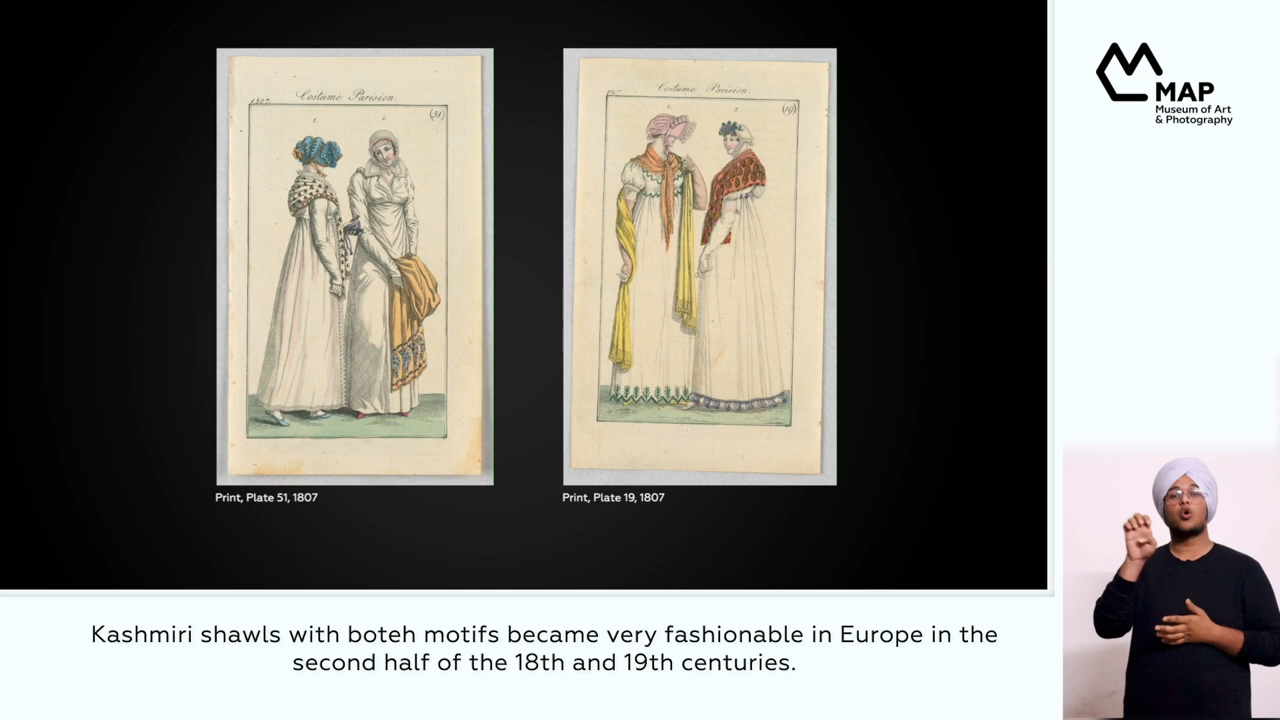 MAP
Museum of Art
& Photography
1807.
Costume Parisien.
(51)
1.
2.
Costume Parisien.
(19)
1.
2.
Print, Plate 51, 1807
Print, Plate 19, 1807
Kashmiri shawls with boteh motifs became very fashionable in Europe in the
second half of the 18th and 19th centuries.